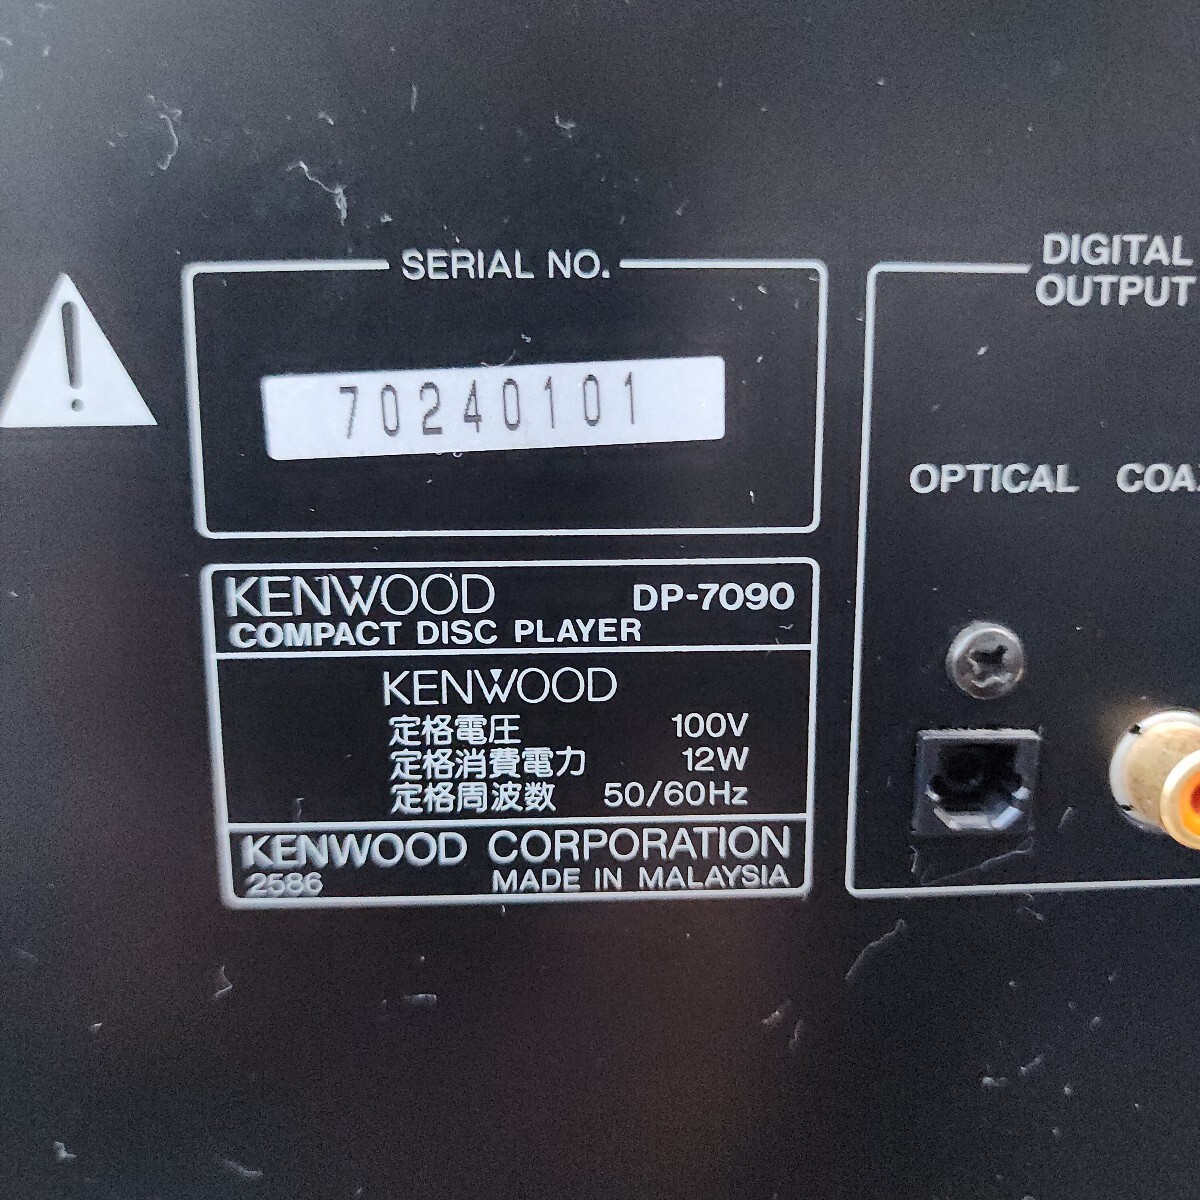 SERIAL NO.
70240101
DIGITAL
OUTPUT
OPTICAL
KENWOOD DP-7090
COMPACT DISC PLAYER
KENWOOD
定格電圧 100V
定格消費電力 12W
定格周波数 50/60Hz
KENWOOD CORPORATION
2586 MADE IN MALAYSIA